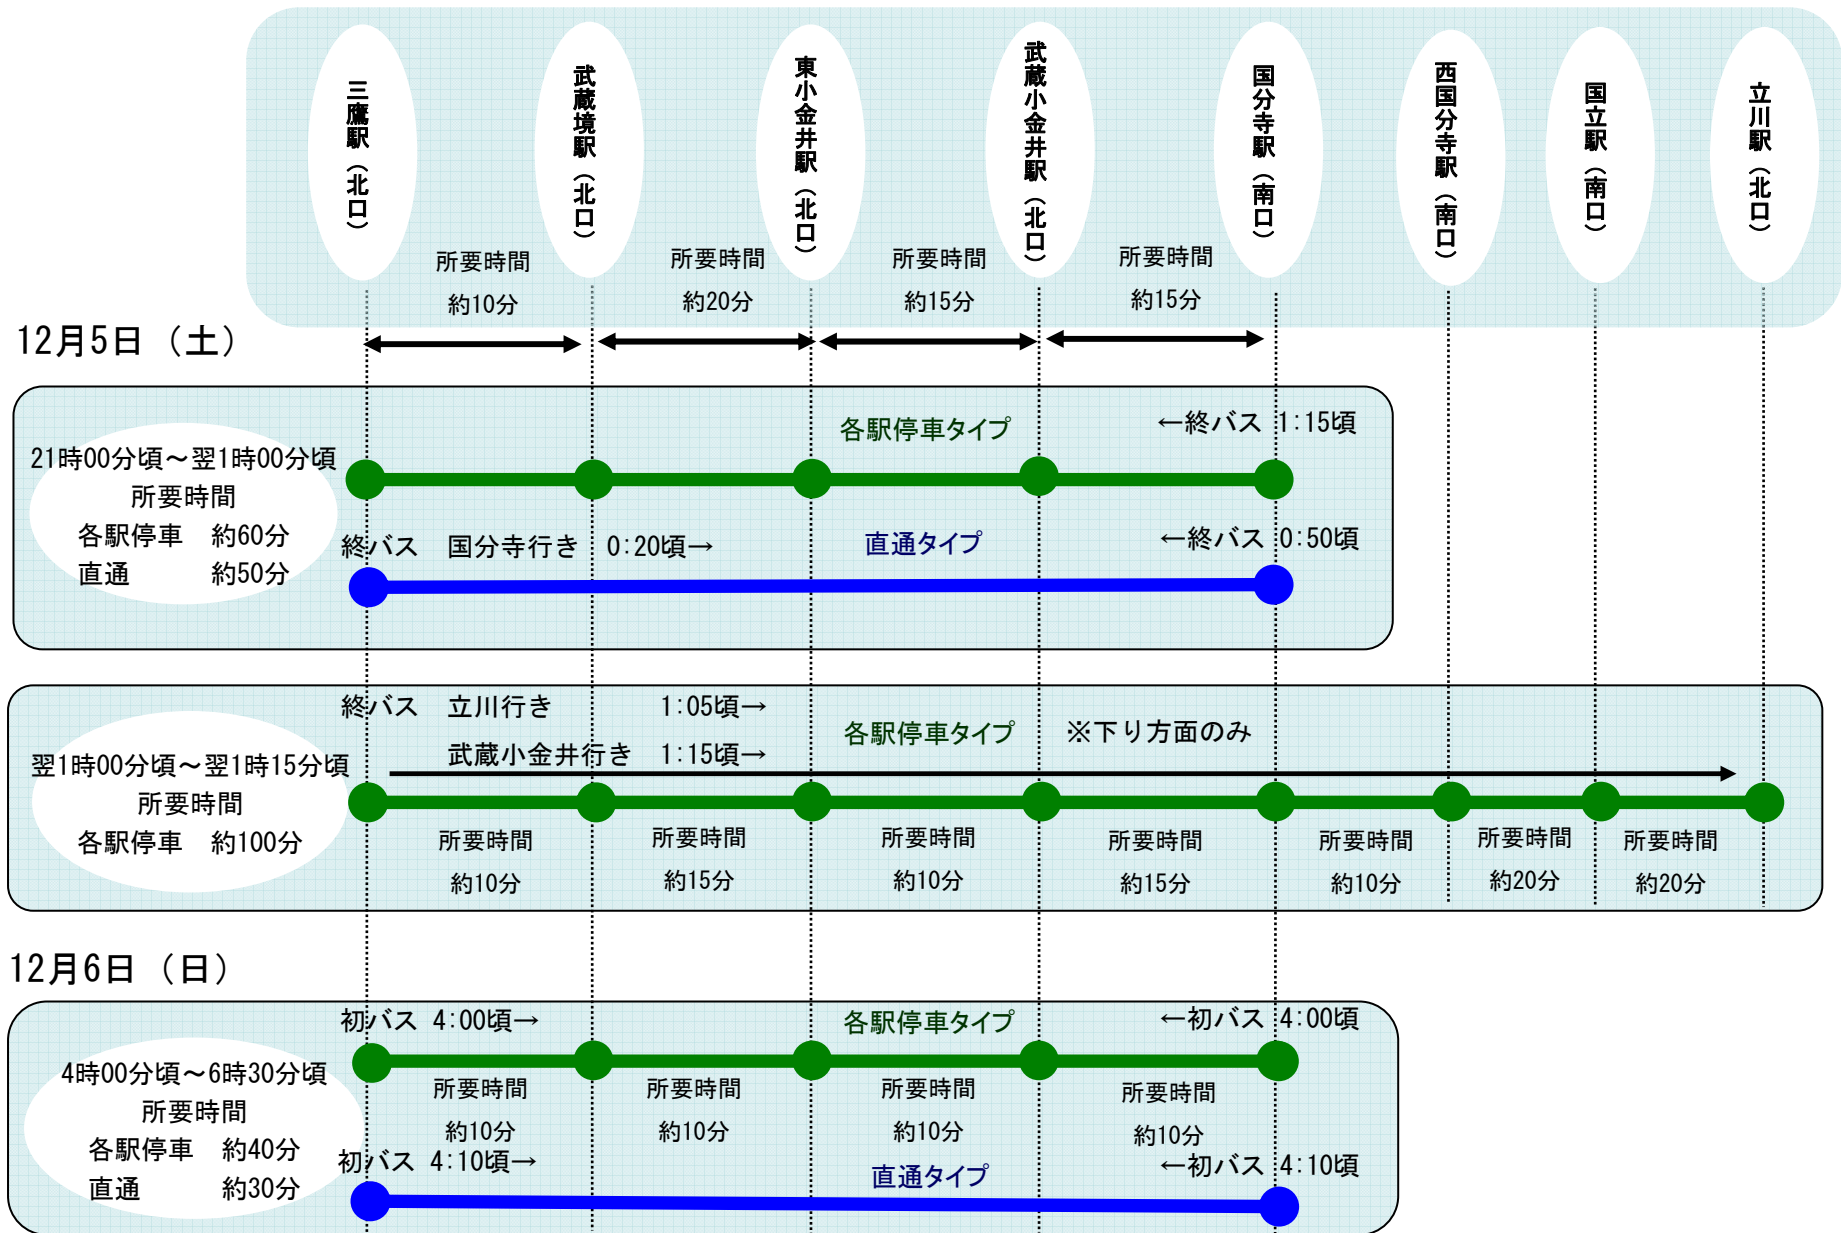 三鷹駅（北口）
武蔵境駅（北口）
東小金井駅（北口）
武蔵小金井駅（北口）
国分寺駅（南口）
西国分寺駅（南口）
国立駅（南口）
立川駅（北口）
所要時間
約10分
所要時間
約20分
所要時間
約15分
所要時間
約15分
12月5日（土）
21時00分頃～翌1時00分頃
所要時間
各駅停車　約60分
直通　約50分
各駅停車タイプ
←終バス 1:15頃
終バス　国分寺行き　0:20頃→
直通タイプ
←終バス 0:50頃
翌1時00分頃～翌1時15分頃
所要時間
各駅停車　約100分
終バス　立川行き　1:05頃→
武蔵小金井行き　1:15頃→
各駅停車タイプ
※下り方面のみ
所要時間
約10分
所要時間
約15分
所要時間
約10分
所要時間
約15分
所要時間
約10分
所要時間
約20分
所要時間
約20分
12月6日（日）
4時00分頃～6時30分頃
所要時間
各駅停車　約40分
直通　約30分
初バス 4:00頃→
各駅停車タイプ
←初バス 4:00頃
所要時間
約10分
所要時間
約10分
所要時間
約10分
所要時間
約10分
初バス 4:10頃→
直通タイプ
←初バス 4:10頃